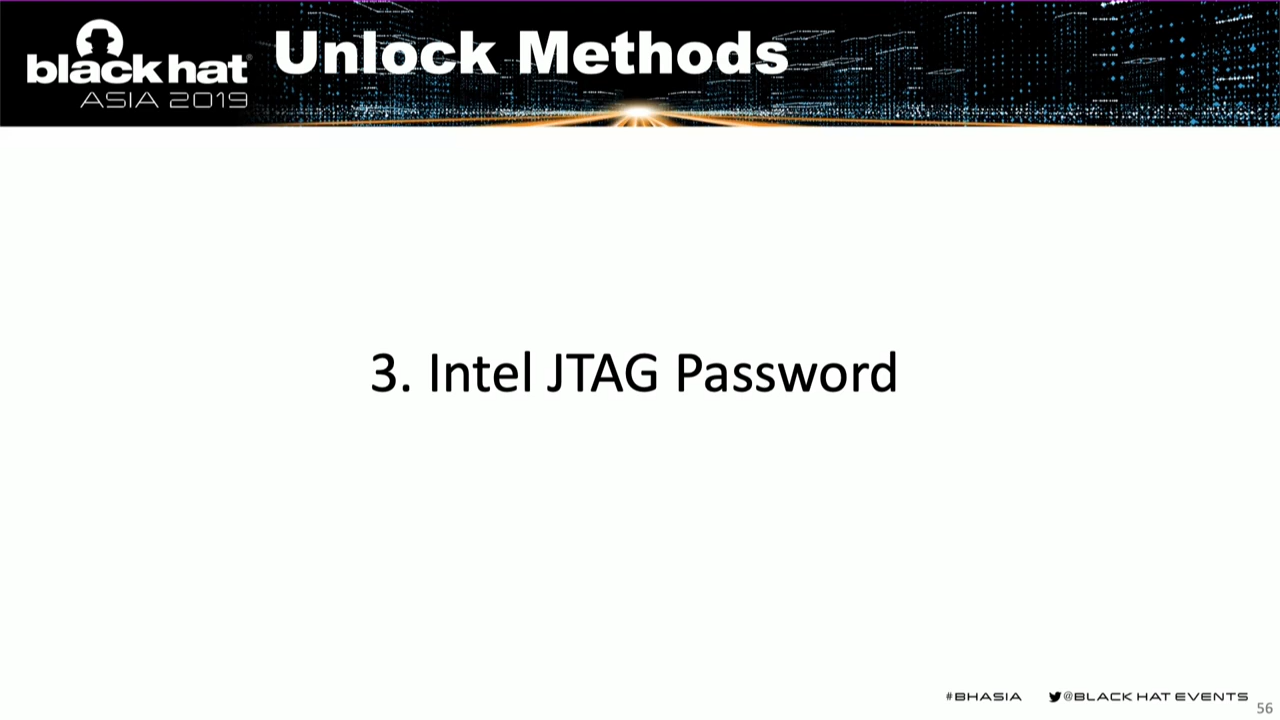 black hat®
ASIA 2019
Unlock Methods
3. Intel JTAG Password
#BHASIA
@BLACK HAT EVENTS
56